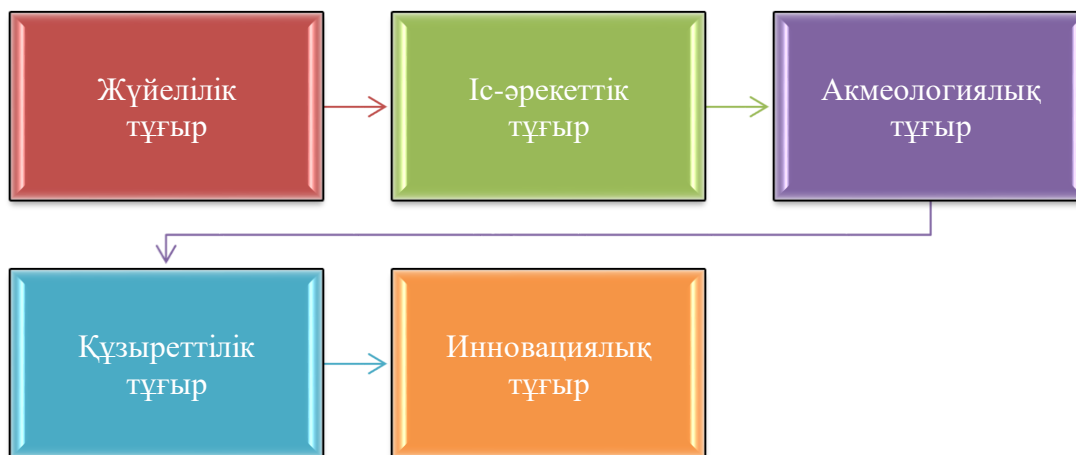 Жүйелілік
тұғыр
Іс-әрекеттік
тұғыр
Акмеологиялық
тұғыр
Құзыреттілік
тұғыр
Инновациялық
тұғыр